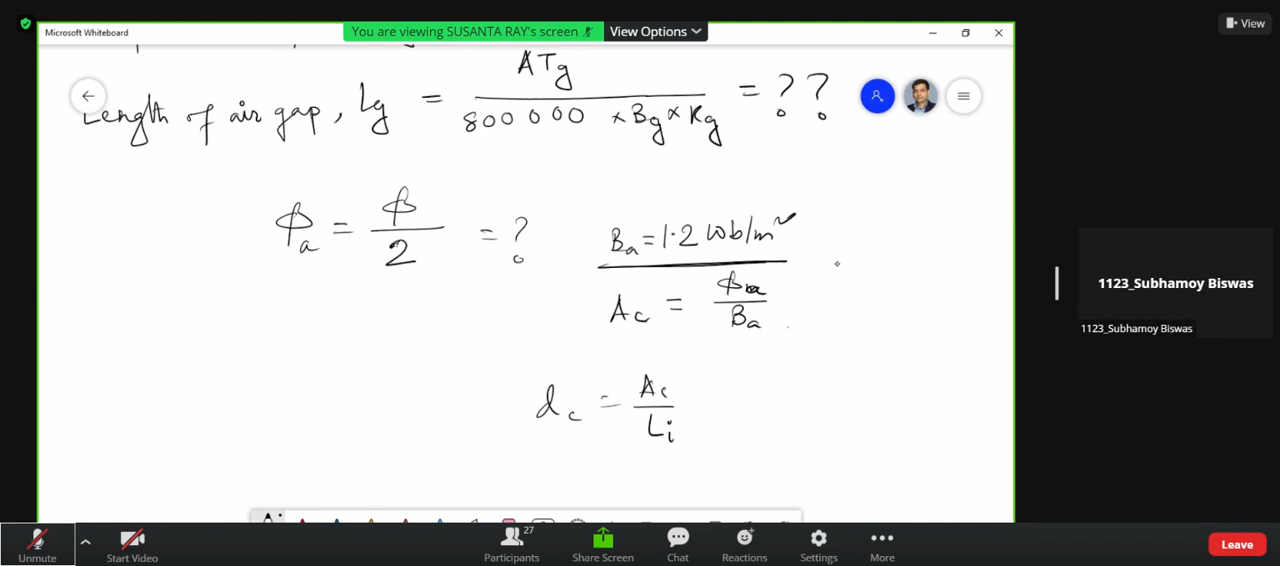 You are viewing SUSANTA RAY's screen
View Options
View
Microsoft Whiteboard
Length of air gap, Lg = ATg / 800000 × Bg × Kg = ??
ϕa = ϕ / 2 = ?
Ba = 1.2 Wb/m²
Ac = ϕa / Ba
dc = Ac / Li
1123_Subhamoy Biswas
1123_Subhamoy Biswas
Unmute
Start Video
27
Participants
Share Screen
Chat
Reactions
Settings
More
Leave